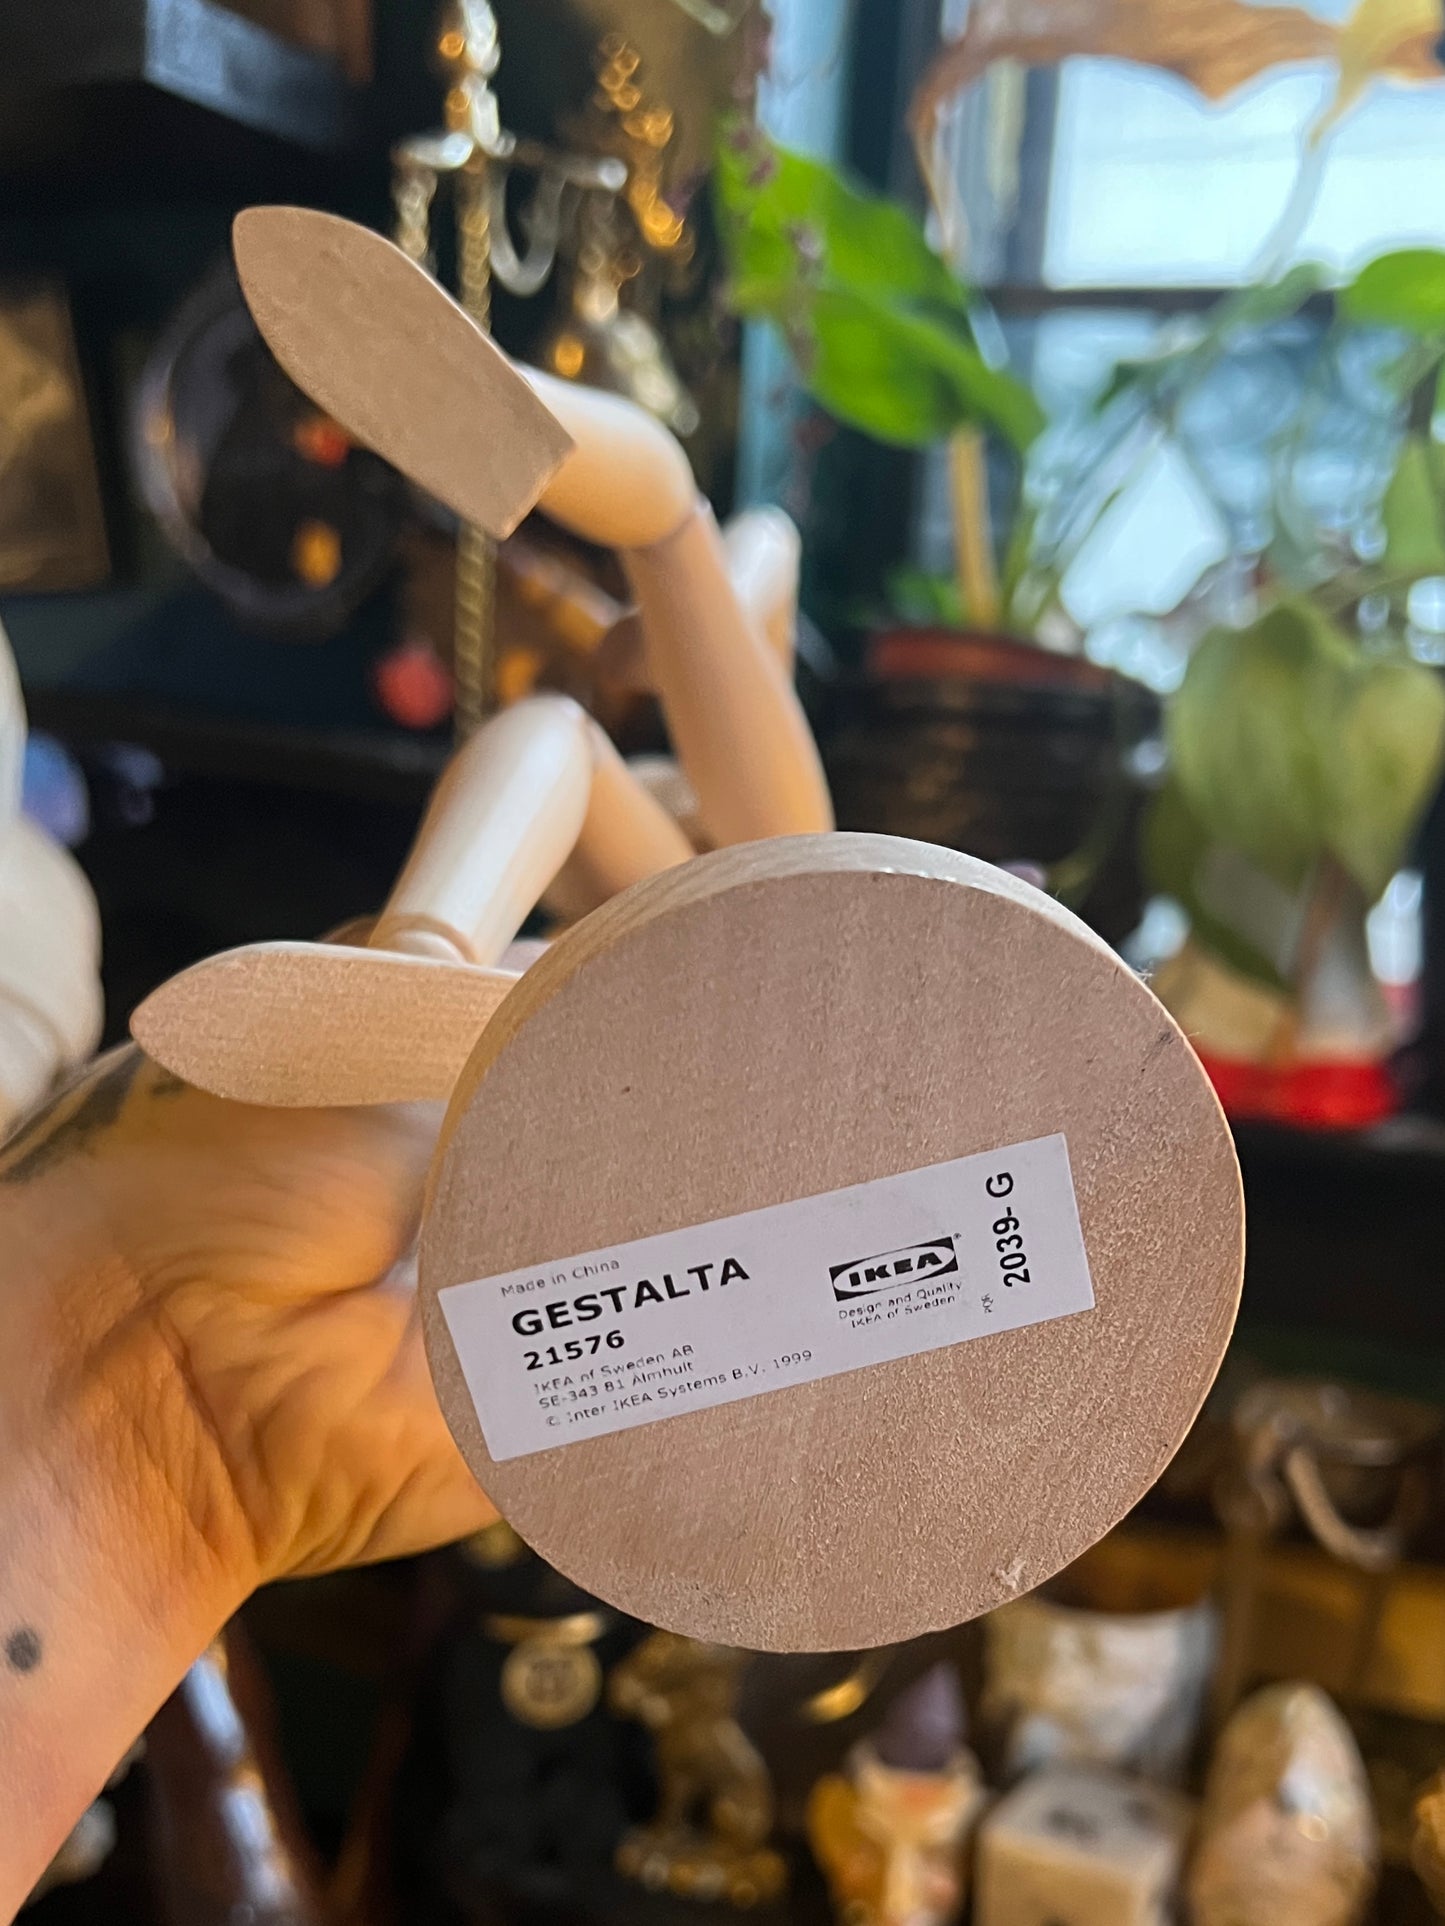 Made in China
GESTALTA
21576
IKEA of Sweden AB
SE-343 81 Älmhult
© Inter IKEA Systems B.V. 1999
IKEA®
Design and Quality
IKEA of Sweden
2039-G